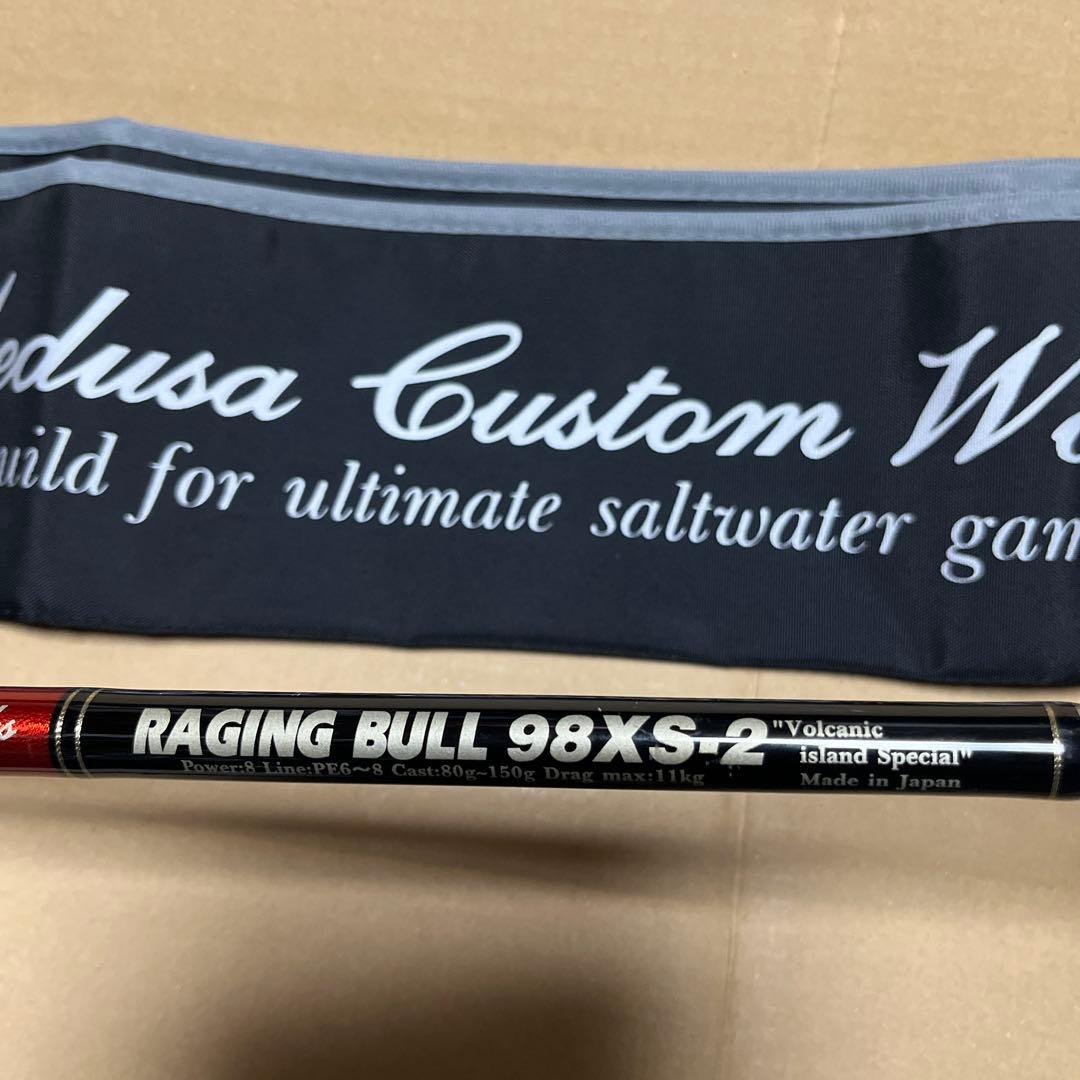 edusa Custom Wo
uild for ultimate saltwater gam
's
RAGING BULL 98XS-2 "Volcanic
island Special"
Power:8 Line:PE6~8 Cast:80g~150g Drag max:11kg
Made in Japan